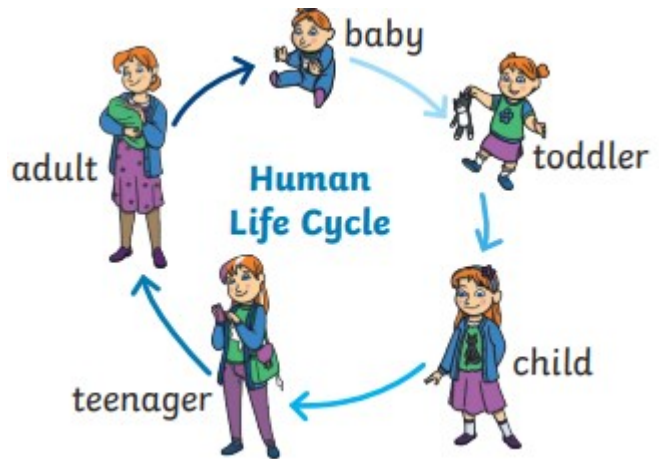 baby
toddler
child
teenager
adult
Human
Life Cycle